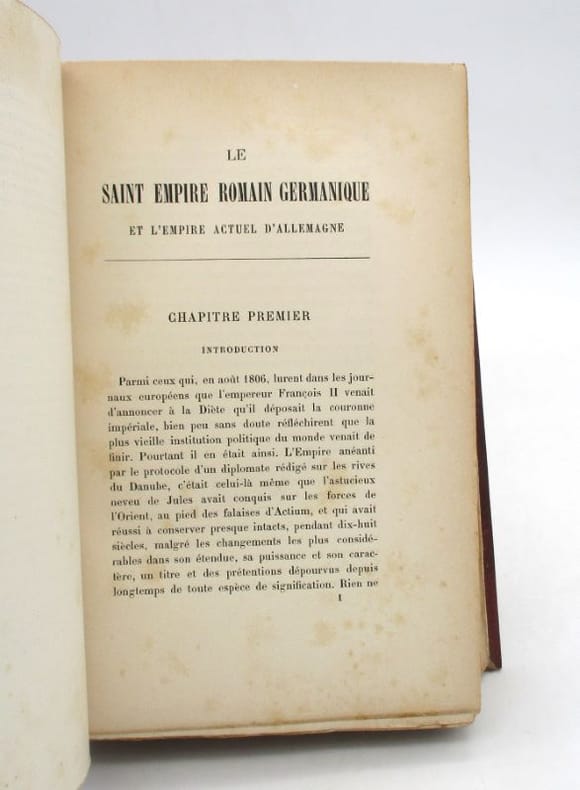 LE
SAINT EMPIRE ROMAIN GERMANIQUE
ET L'EMPIRE ACTUEL D'ALLEMAGNE
CHAPITRE PREMIER
INTRODUCTION
Parmi ceux qui, en août 1806, lurent dans les jour-
naux européens que l'empereur François II venait
d'annoncer à la Diète qu'il déposait la couronne
impériale, bien peu sans doute réfléchirent que la
plus vieille institution politique du monde venait de
finir. Pourtant il en était ainsi. L'Empire anéanti
par le protocole d'un diplomate rédigé sur les rives
du Danube, c'était celui-là même que l'astucieux
neveu de Jules avait conquis sur les forces de
l'Orient, au pied des falaises d'Actium, et qui avait
réussi à conserver presque intacts, pendant dix-huit
siècles, malgré les changements les plus considé-
rables dans son étendue, sa puissance et son carac-
tère, un titre et des prétentions dépourvus depuis
longtemps de toute espèce de signification. Rien ne
1